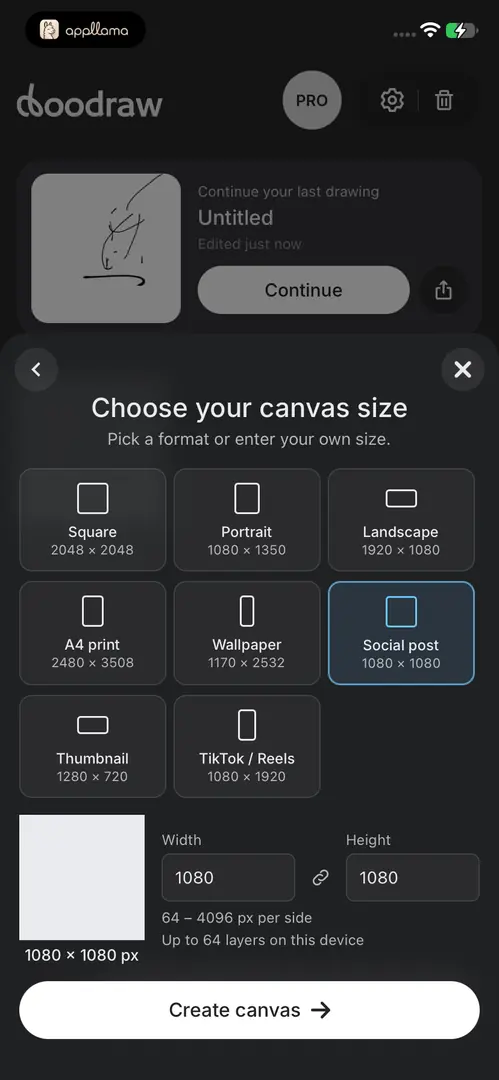 appllama
doodraw
PRO
Continue your last drawing
Untitled
Edited just now
Continue
Choose your canvas size
Pick a format or enter your own size.
Square
2048 × 2048
Portrait
1080 × 1350
Landscape
1920 × 1080
A4 print
2480 × 3508
Wallpaper
1170 × 2532
Social post
1080 × 1080
Thumbnail
1280 × 720
TikTok / Reels
1080 × 1920
Width
Height
1080
1080
64 – 4096 px per side
Up to 64 layers on this device
1080 × 1080 px
Create canvas →